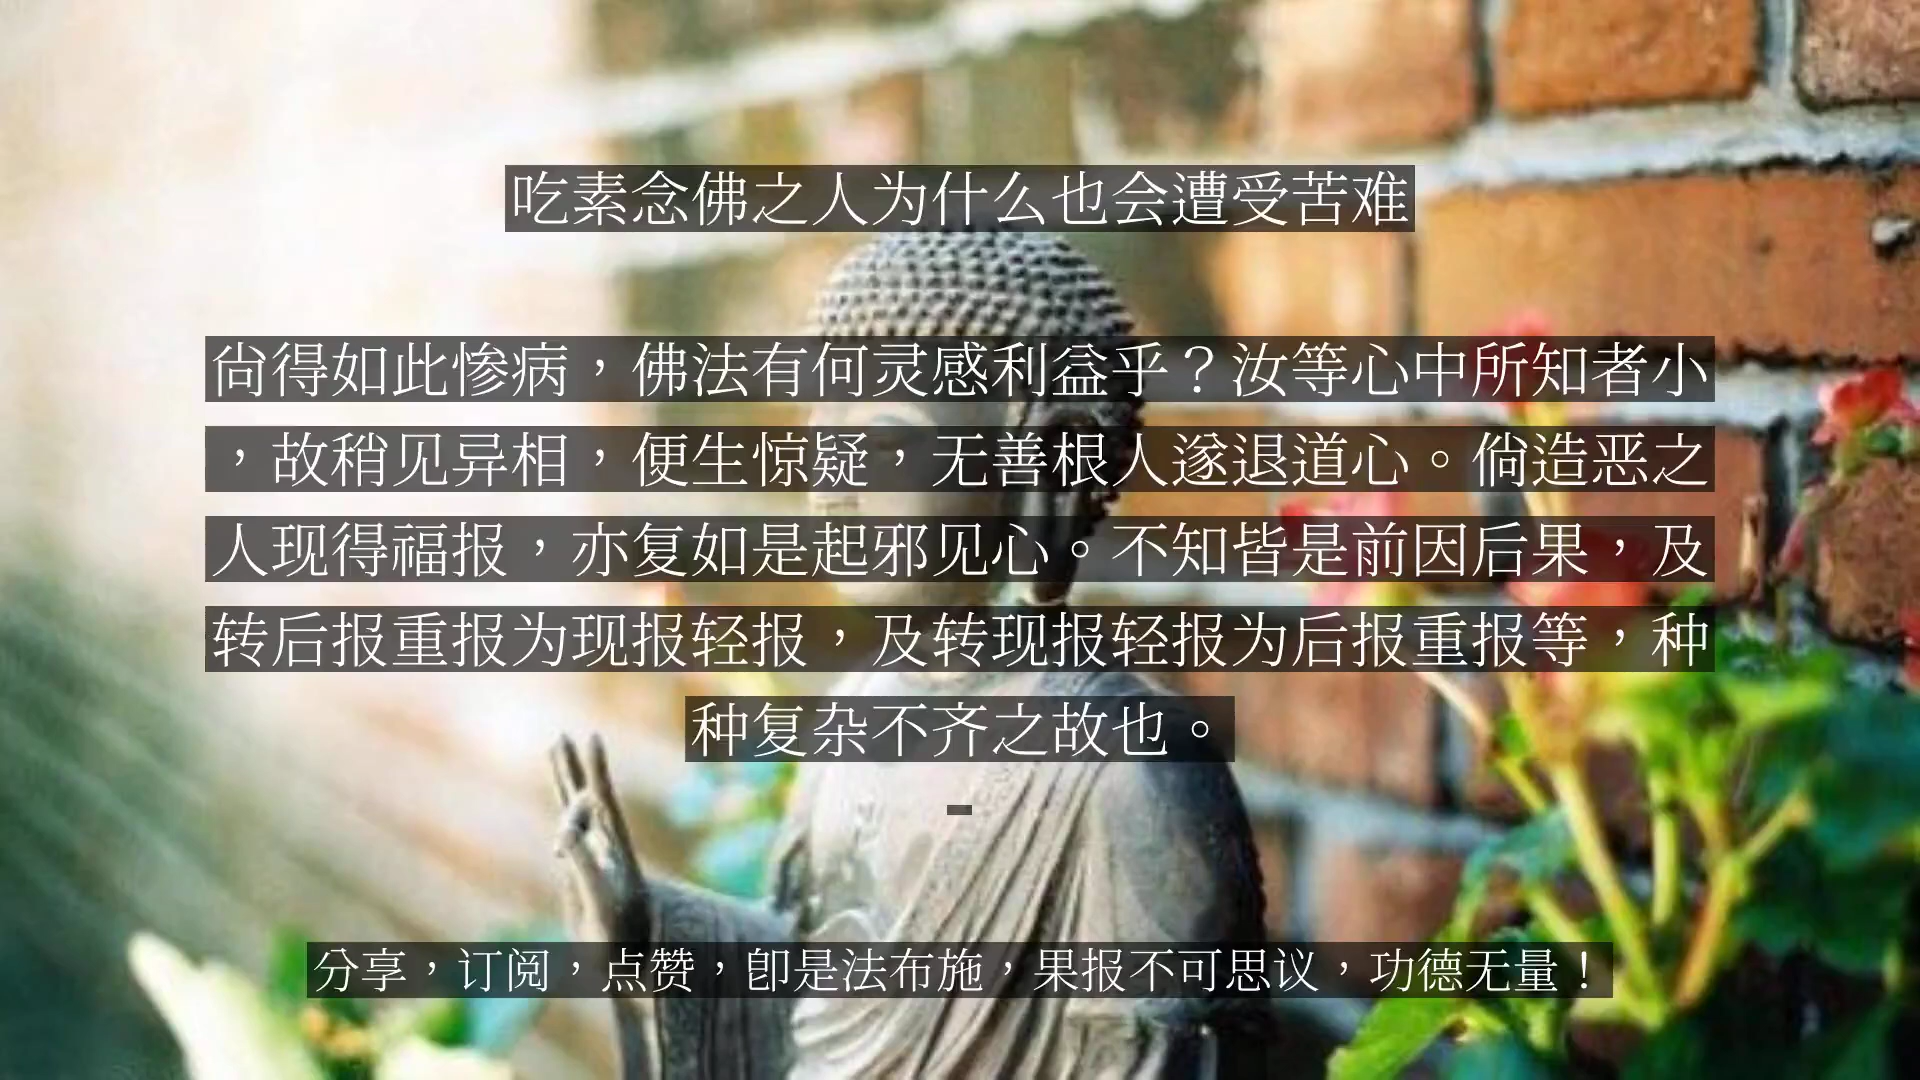 吃素念佛之人为什么也会遭受苦难
尙得如此惨病，佛法有何灵感利益乎？汝等心中所知者小
，故稍见异相，便生惊疑，无善根人遂退道心。倘造恶之
人现得福报，亦复如是起邪见心。不知皆是前因后果，及
转后报重报为现报轻报，及转现报轻报为后报重报等，种
种复杂不齐之故也。
-
分享，订阅，点赞，卽是法布施，果报不可思议，功德无量！